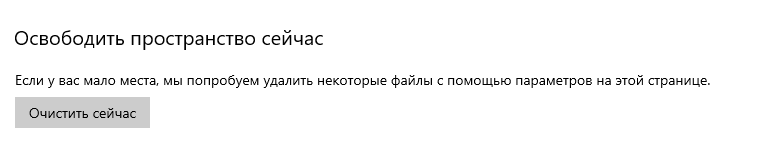 Освободить пространство сейчас
Если у вас мало места, мы попробуем удалить некоторые файлы с помощью параметров на этой странице.
Очистить сейчас